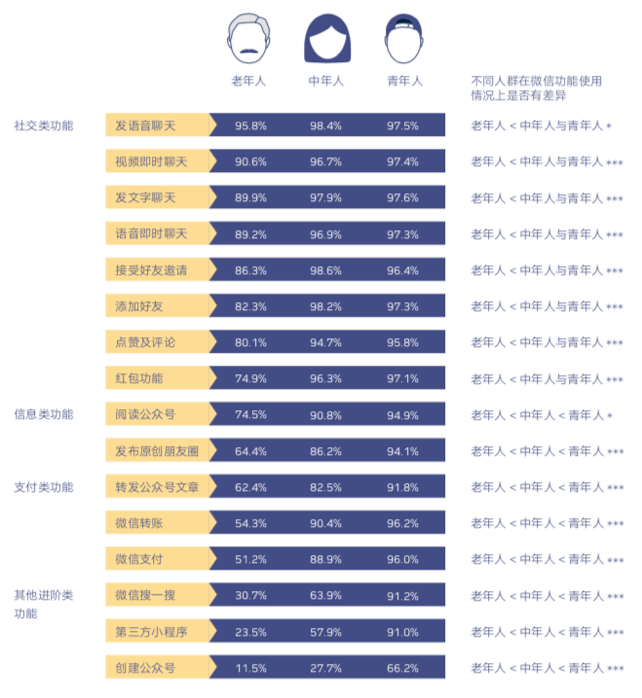 老年人 中年人 青年人 不同人群在微信功能使用
情况上是否有差异
社交类功能 发语音聊天 95.8% 98.4% 97.5% 老年人 < 中年人与青年人 *
视频即时聊天 90.6% 96.7% 97.4% 老年人 < 中年人与青年人 ***
发文字聊天 89.9% 97.9% 97.6% 老年人 < 中年人与青年人 ***
语音即时聊天 89.2% 96.9% 97.3% 老年人 < 中年人与青年人 ***
接受好友邀请 86.3% 98.6% 96.4% 老年人 < 中年人与青年人 ***
添加好友 82.3% 98.2% 97.3% 老年人 < 中年人与青年人 ***
点赞及评论 80.1% 94.7% 95.8% 老年人 < 中年人与青年人 ***
红包功能 74.9% 96.3% 97.1% 老年人 < 中年人与青年人 ***
信息类功能 阅读公众号 74.5% 90.8% 94.9% 老年人 < 中年人 < 青年人 *
发布原创朋友圈 64.4% 86.2% 94.1% 老年人 < 中年人 < 青年人 ***
支付类功能 转发公众号文章 62.4% 82.5% 91.8% 老年人 < 中年人 < 青年人 ***
微信转账 54.3% 90.4% 96.2% 老年人 < 中年人 < 青年人 ***
微信支付 51.2% 88.9% 96.0% 老年人 < 中年人 < 青年人 ***
其他进阶类 微信搜一搜 30.7% 63.9% 91.2% 老年人 < 中年人 < 青年人 ***
功能
第三方小程序 23.5% 57.9% 91.0% 老年人 < 中年人 < 青年人 ***
创建公众号 11.5% 27.7% 66.2% 老年人 < 中年人 < 青年人 ***